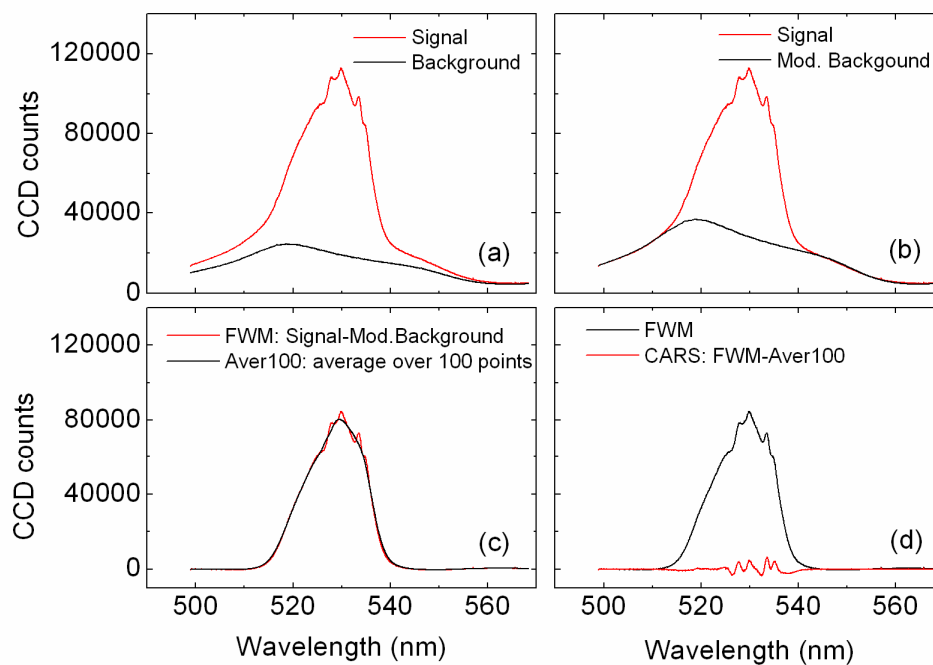 Signal
Background
Signal
Mod. Backgound
120000
80000
40000
0
CCD counts
(a)
(b)
FWM: Signal-Mod.Background
Aver100: average over 100 points
FWM
CARS: FWM-Aver100
120000
80000
40000
0
CCD counts
(c)
(d)
500 520 540 560
500 520 540 560
Wavelength (nm)
Wavelength (nm)